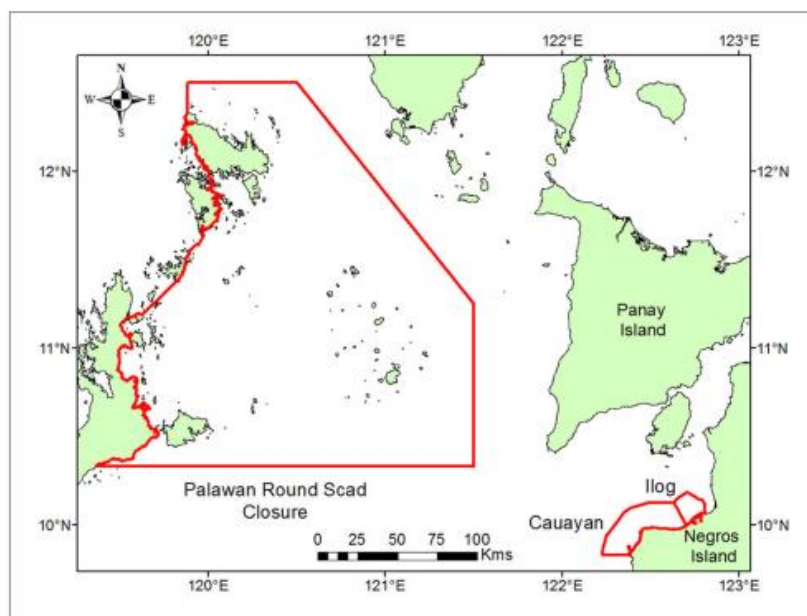 120°E 121°E 122°E 123°E
N
W E
S
12°N 12°N
Panay
Island
11°N 11°N
Palawan Round Scad
Closure
Ilog
10°N Cauayan 10°N
Negros
Island
0 25 50 75 100
Kms
120°E 121°E 122°E 123°E